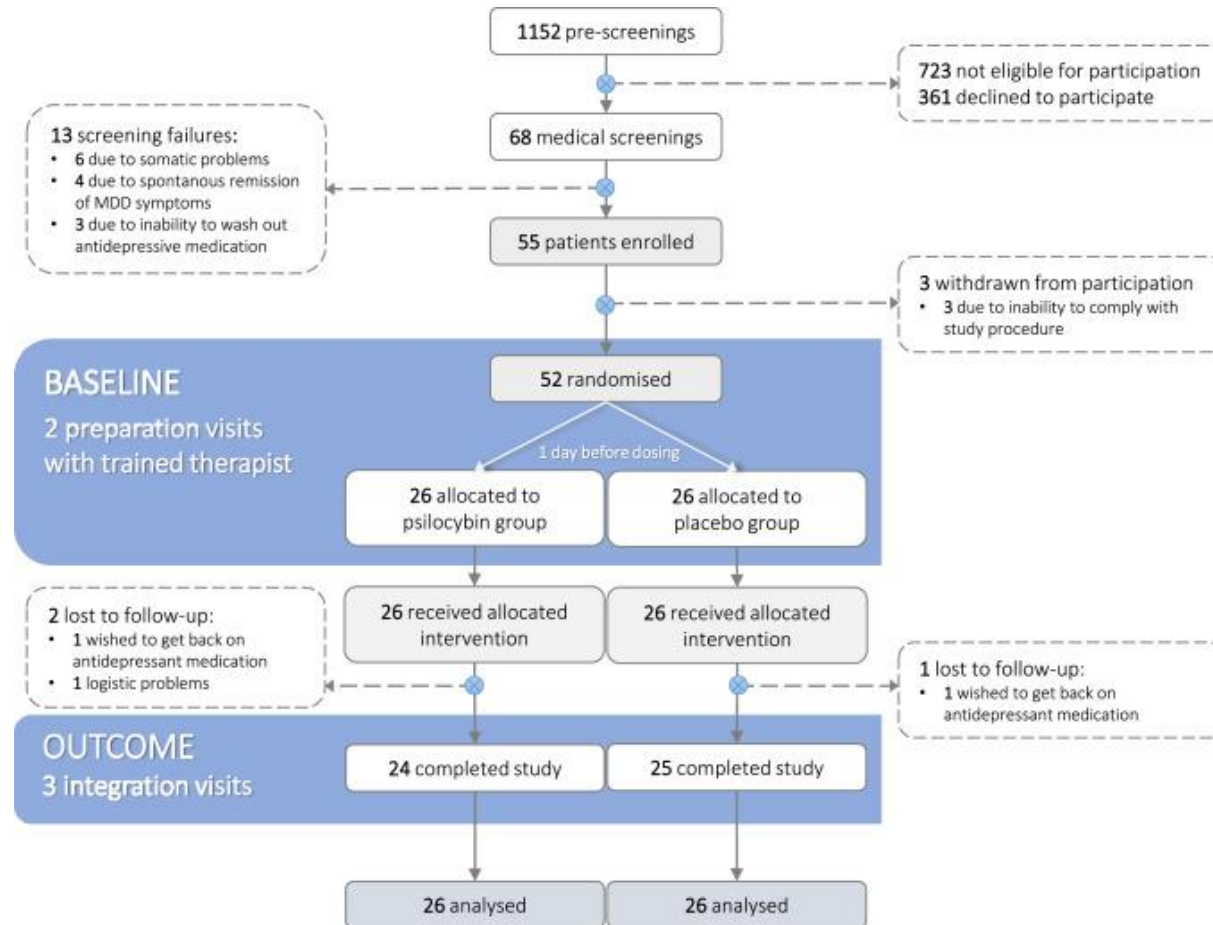 1152 pre-screenings
723 not eligible for participation
361 declined to participate
68 medical screenings
13 screening failures:
• 6 due to somatic problems
• 4 due to spontanous remission
of MDD symptoms
• 3 due to inability to wash out
antidepressive medication
55 patients enrolled
3 withdrawn from participation
• 3 due to inability to comply with
study procedure
BASELINE
2 preparation visits
with trained therapist
52 randomised
1 day before dosing
26 allocated to
psilocybin group
26 allocated to
placebo group
26 received allocated
intervention
26 received allocated
intervention
2 lost to follow-up:
• 1 wished to get back on
antidepressant medication
• 1 logistic problems
1 lost to follow-up:
• 1 wished to get back on
antidepressant medication
OUTCOME
3 integration visits
24 completed study
25 completed study
26 analysed
26 analysed